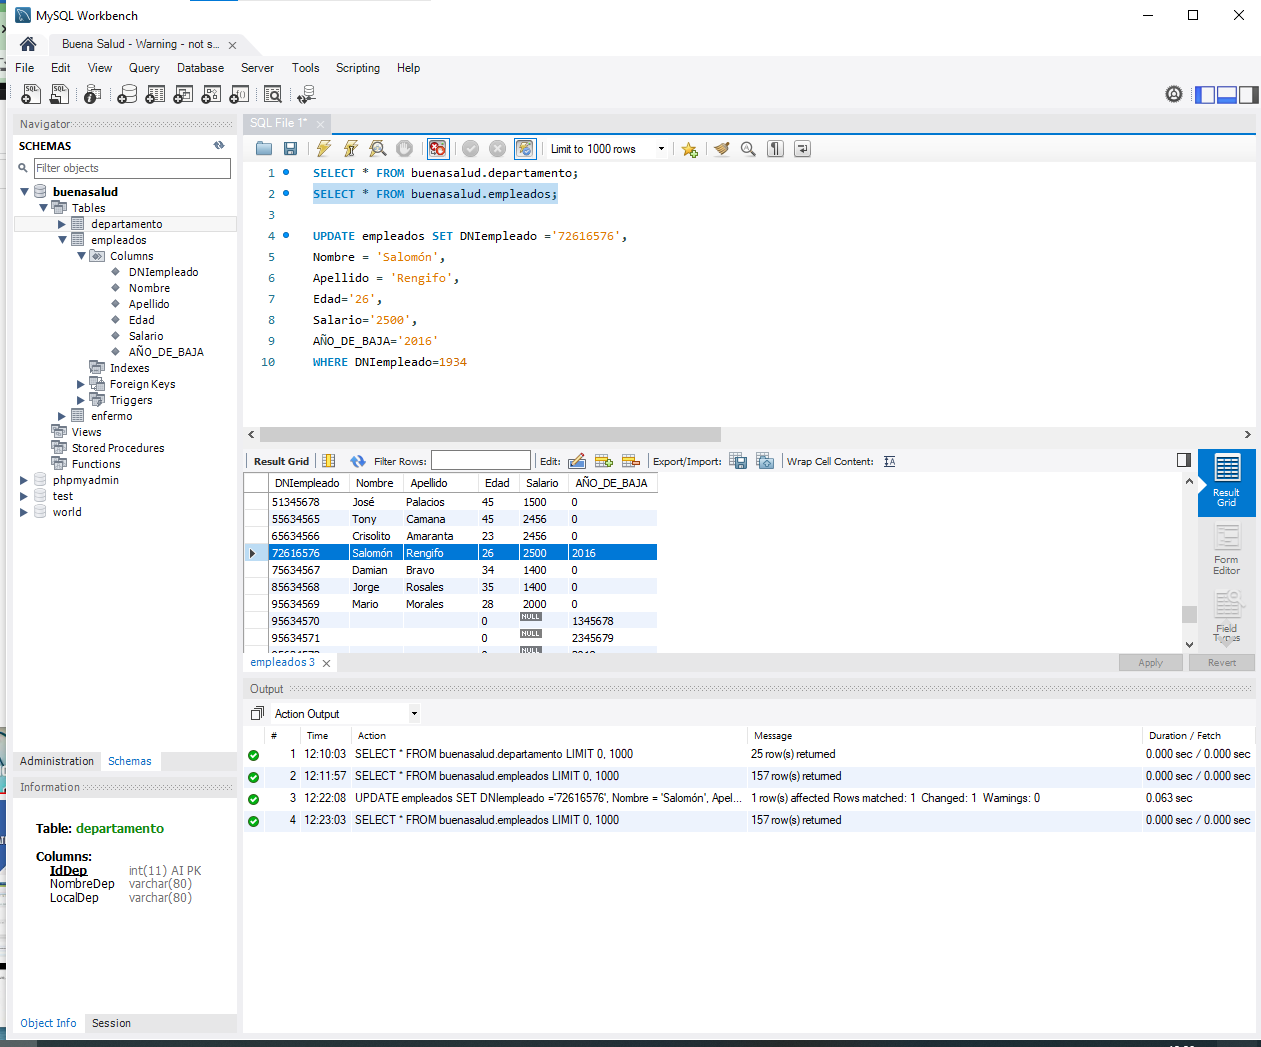 MySQL Workbench
Buena Salud - Warning - not s...
File Edit View Query Database Server Tools Scripting Help
Navigator
SCHEMAS
Filter objects
buenasalud
Tables
departamento
empleados
Columns
DNIempleado
Nombre
Apellido
Edad
Salario
AÑO_DE_BAJA
Indexes
Foreign Keys
Triggers
enfermo
Views
Stored Procedures
Functions
phpmyadmin
test
world
Administration Schemas
Information
Table: departamento
Columns:
IdDep int(11) AI PK
NombreDep varchar(80)
LocalDep varchar(80)
Object Info Session
SQL File 1*
Limit to 1000 rows
1 SELECT * FROM buenasalud.departamento;
2 SELECT * FROM buenasalud.empleados;
3
4 UPDATE empleados SET DNIempleado ='72616576',
5 Nombre = 'Salomón',
6 Apellido = 'Rengifo',
7 Edad='26',
8 Salario='2500',
9 AÑO_DE_BAJA='2016'
10 WHERE DNIempleado=1934
Result Grid Filter Rows: Edit: Export/Import: Wrap Cell Content:
DNIempleado Nombre Apellido Edad Salario AÑO_DE_BAJA
51345678 José Palacios 45 1500 0
55634565 Tony Camana 45 2456 0
65634566 Crisolito Amaranta 23 2456 0
72616576 Salomón Rengifo 26 2500 2016
75634567 Damian Bravo 34 1400 0
85634568 Jorge Rosales 35 1400 0
95634569 Mario Morales 28 2000 0
95634570 0 NULL 1345678
95634571 0 NULL 2345679
Result
Grid
Form
Editor
Field
Types
empleados 3 Apply Revert
Output
Action Output
# Time Action Message Duration / Fetch
1 12:10:03 SELECT * FROM buenasalud.departamento LIMIT 0, 1000 25 row(s) returned 0.000 sec / 0.000 sec
2 12:11:57 SELECT * FROM buenasalud.empleados LIMIT 0, 1000 157 row(s) returned 0.000 sec / 0.000 sec
3 12:22:08 UPDATE empleados SET DNIempleado ='72616576', Nombre = 'Salomón', Apel... 1 row(s) affected Rows matched: 1 Changed: 1 Warnings: 0 0.063 sec
4 12:23:03 SELECT * FROM buenasalud.empleados LIMIT 0, 1000 157 row(s) returned 0.000 sec / 0.000 sec